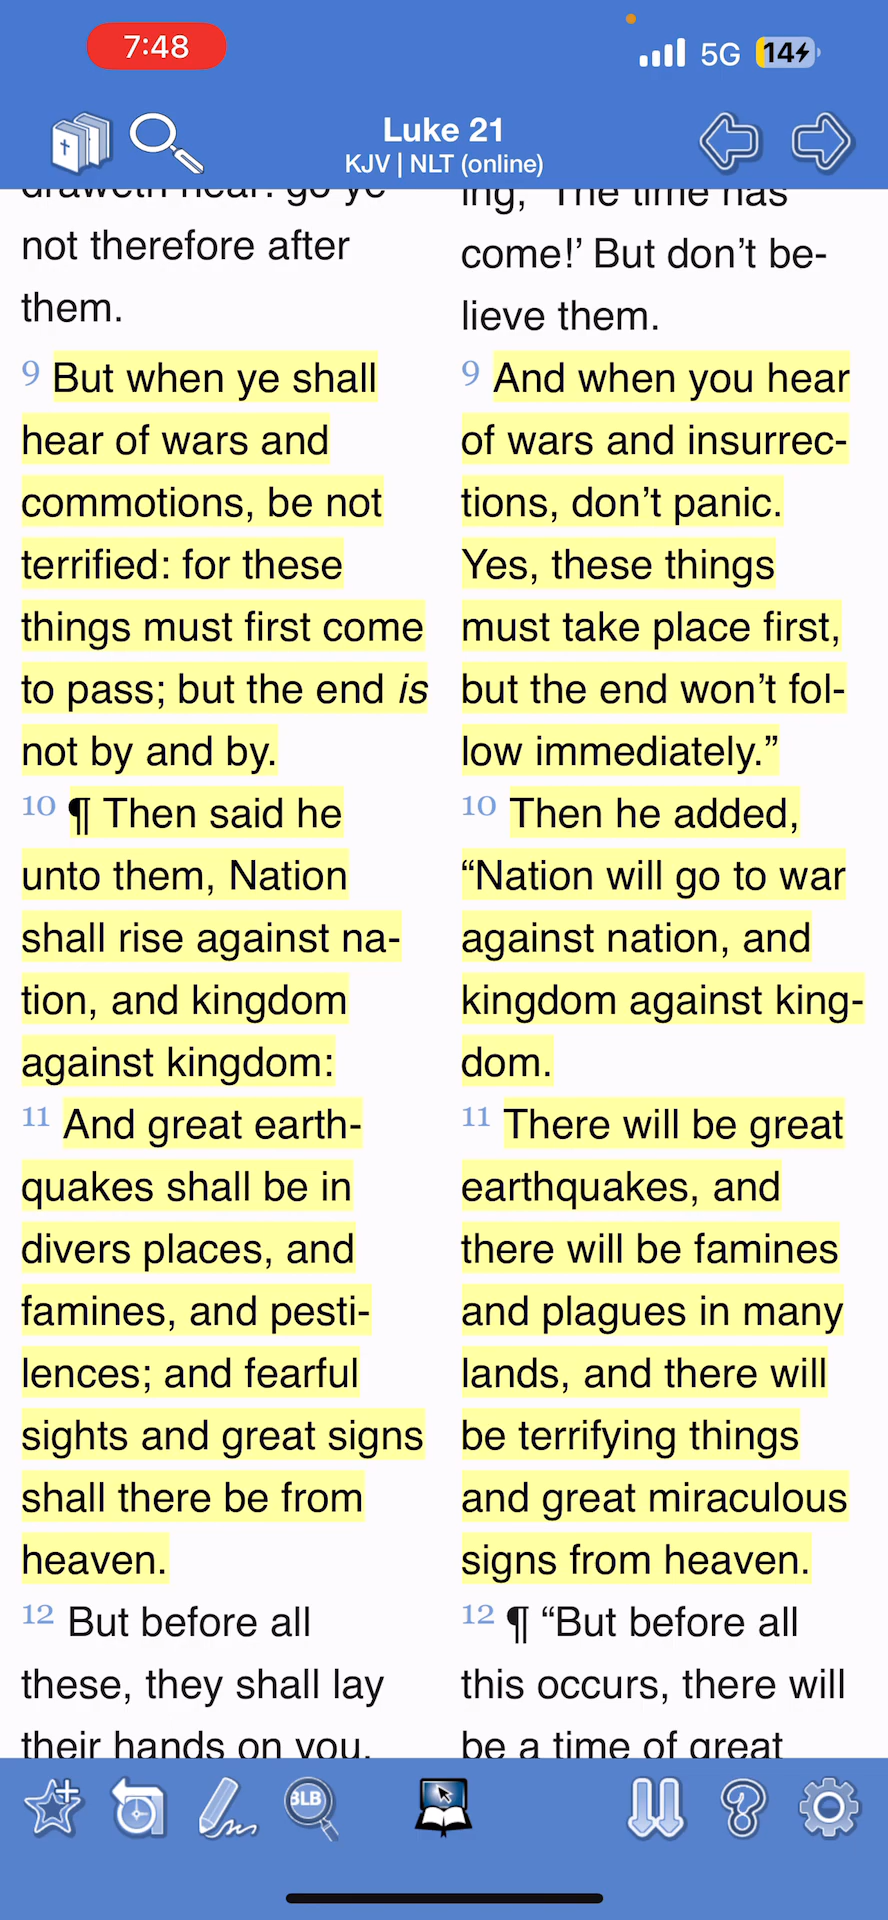 7:48
5G
14
Luke 21
KJV | NLT (online)
draweth near: go ye
not therefore after
them.
9 But when ye shall
hear of wars and
commotions, be not
terrified: for these
things must first come
to pass; but the end is
not by and by.
10 ¶ Then said he
unto them, Nation
shall rise against na-
tion, and kingdom
against kingdom:
11 And great earth-
quakes shall be in
divers places, and
famines, and pesti-
lences; and fearful
sights and great signs
shall there be from
heaven.
12 But before all
these, they shall lay
their hands on you,
ing, ‘The time has
come!’ But don’t be-
lieve them.
9 And when you hear
of wars and insurrec-
tions, don’t panic.
Yes, these things
must take place first,
but the end won’t fol-
low immediately.”
10 Then he added,
“Nation will go to war
against nation, and
kingdom against king-
dom.
11 There will be great
earthquakes, and
there will be famines
and plagues in many
lands, and there will
be terrifying things
and great miraculous
signs from heaven.
12 ¶ “But before all
this occurs, there will
be a time of great
BLB